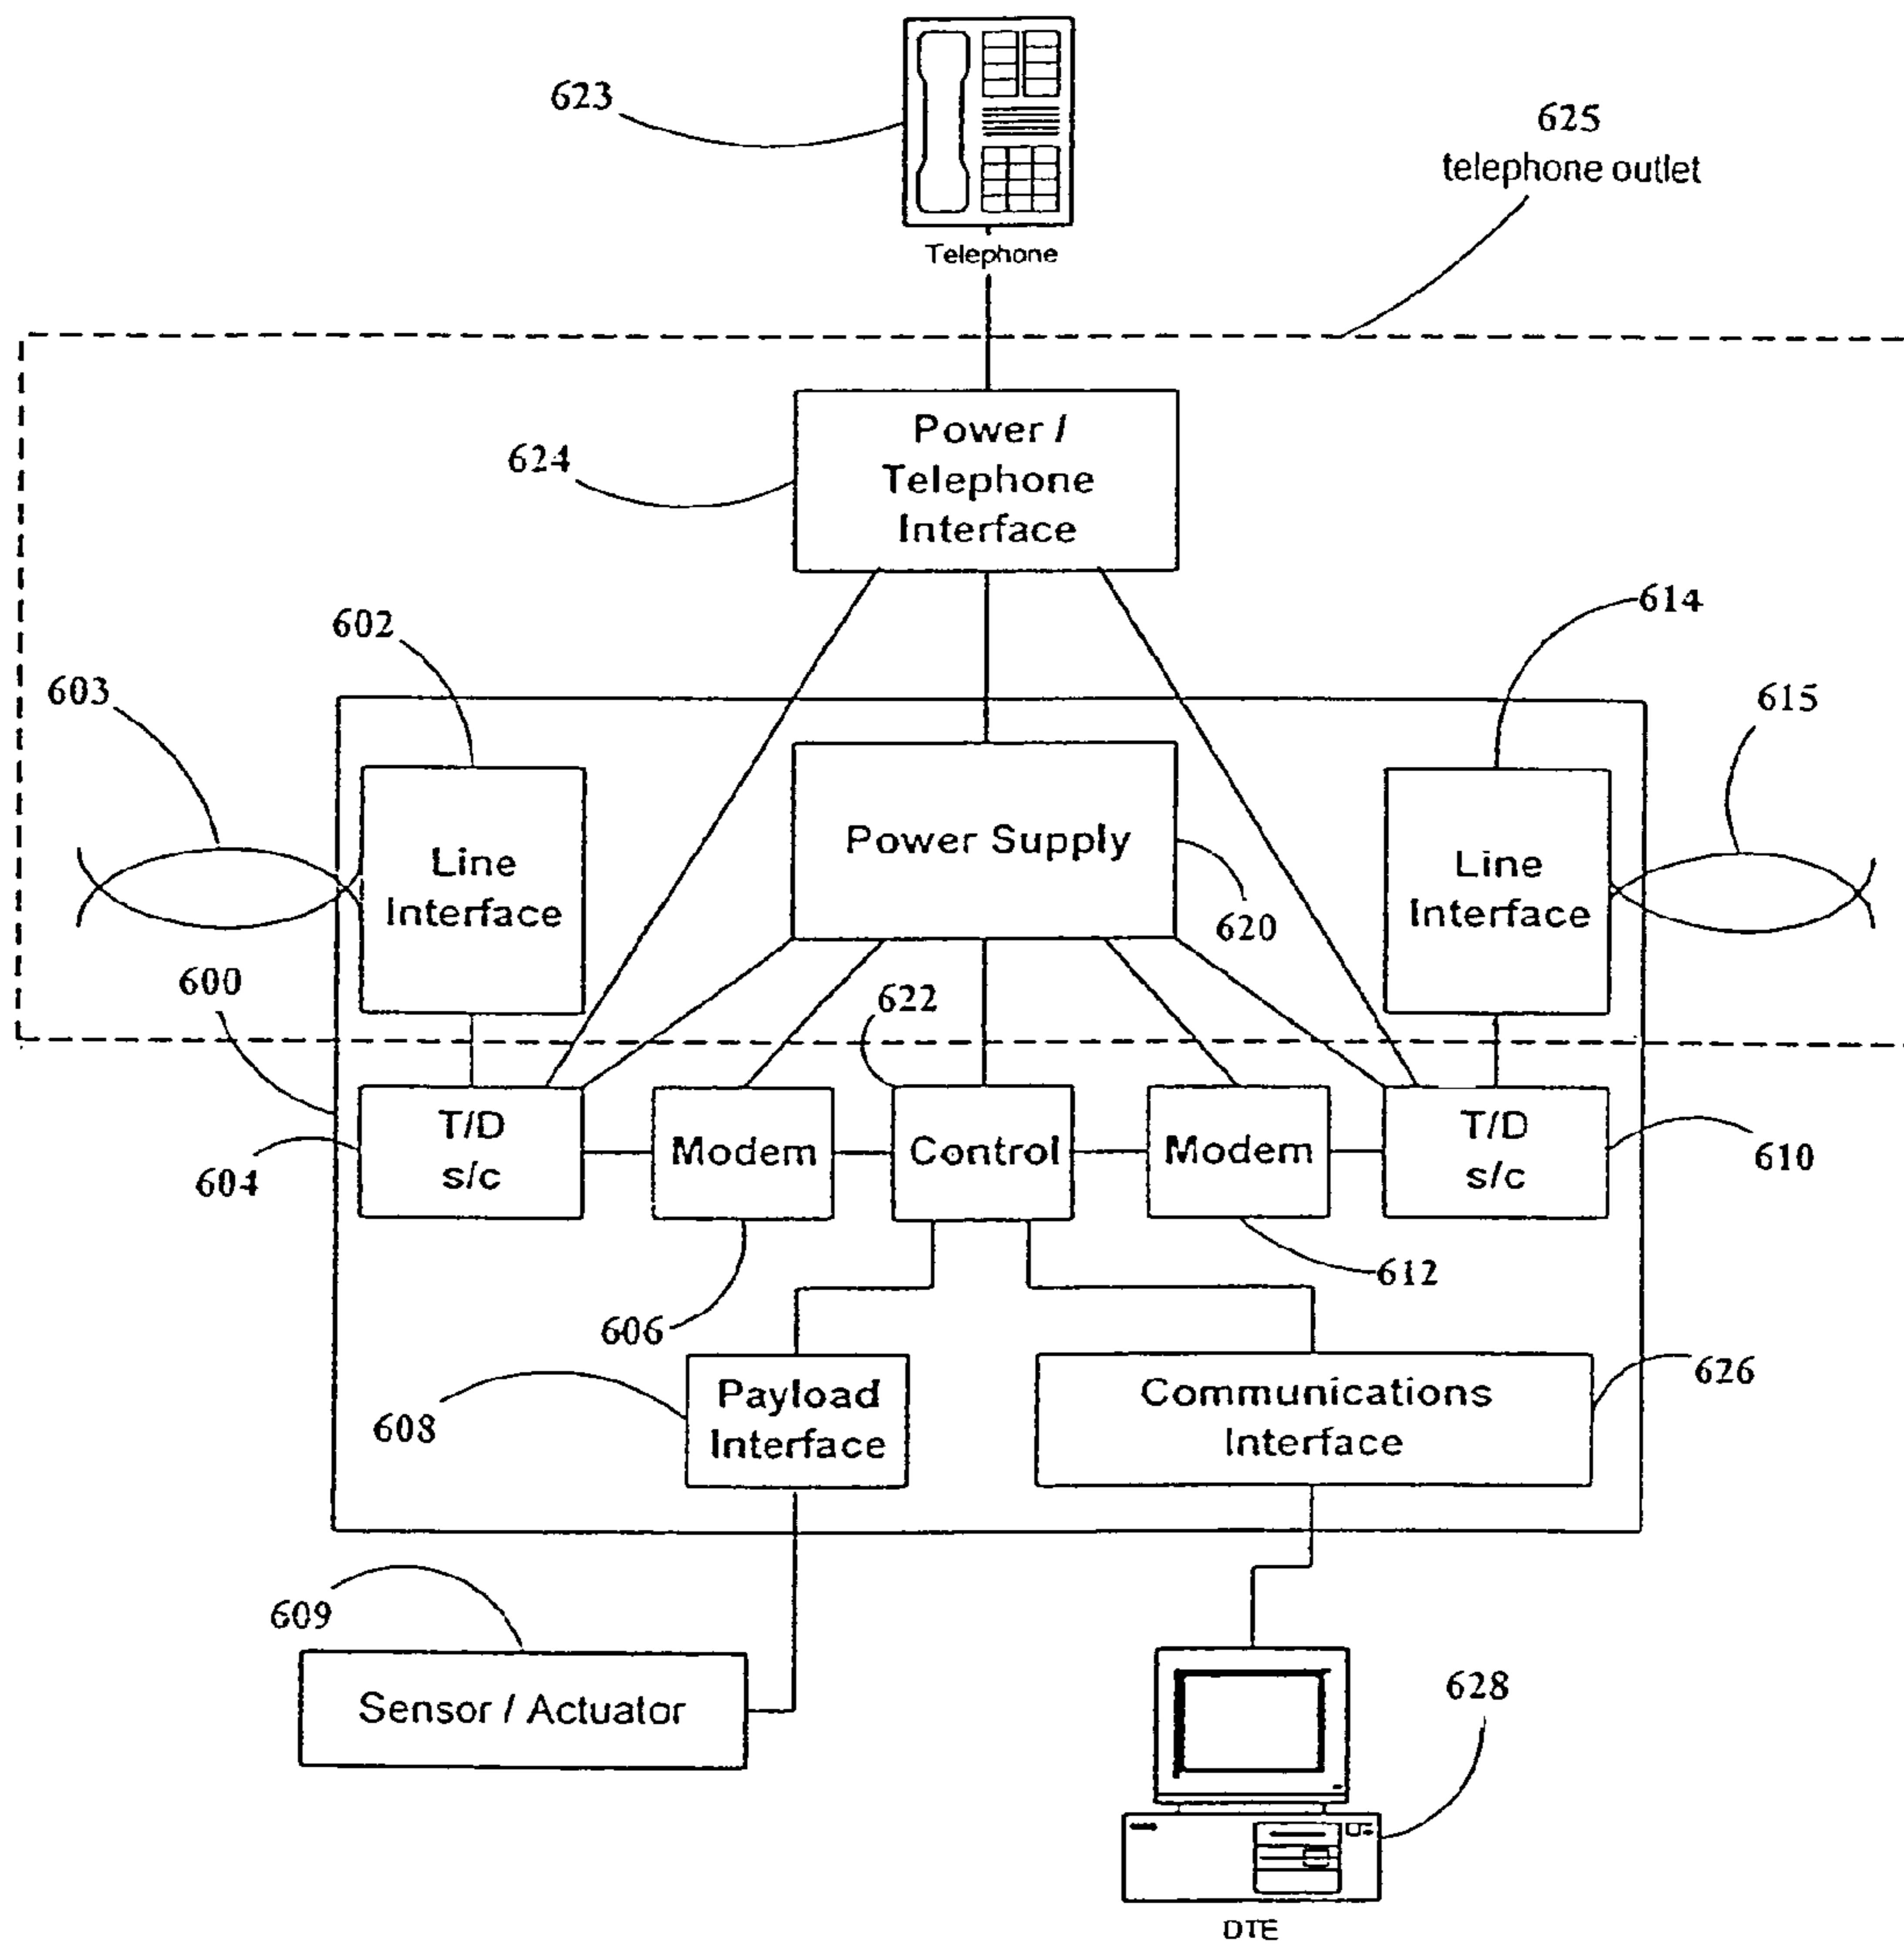 623
625
telephone outlet
Telephone
624
Power /
Telephone
Interface
602
614
603
615
Line
Interface
Power Supply
Line
Interface
620
600
622
T/D
s/c
Modem
Control
Modem
T/D
s/c
604
610
606
612
608
Payload
Interface
Communications
Interface
626
609
Sensor / Actuator
628
DTE